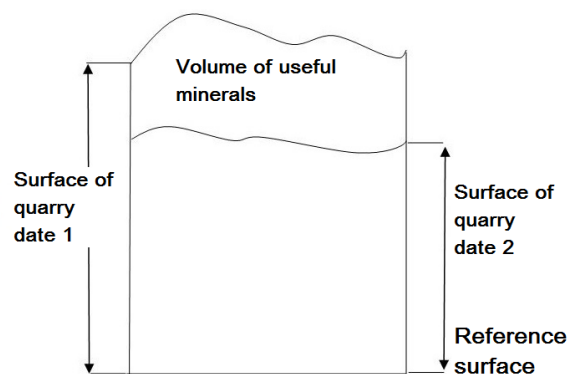 Volume of useful
minerals
Surface of
quarry
date 1
Surface of
quarry
date 2
Reference
surface